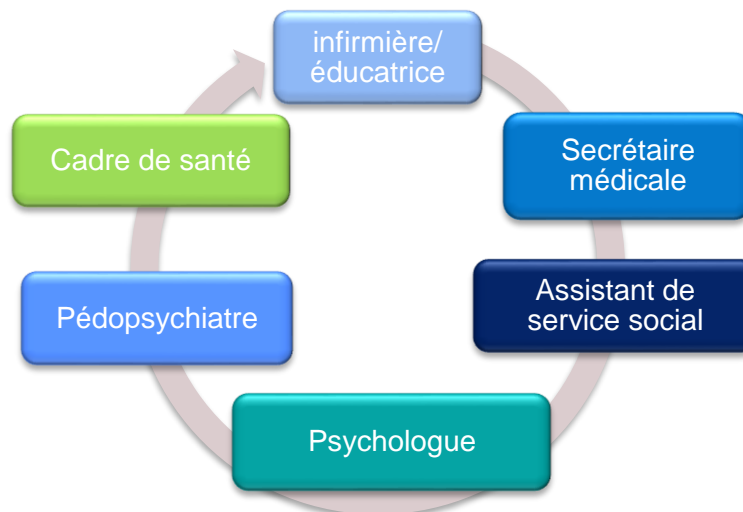 infirmière/
éducatrice
Secrétaire
médicale
Assistant de
service social
Psychologue
Pédopsychiatre
Cadre de santé